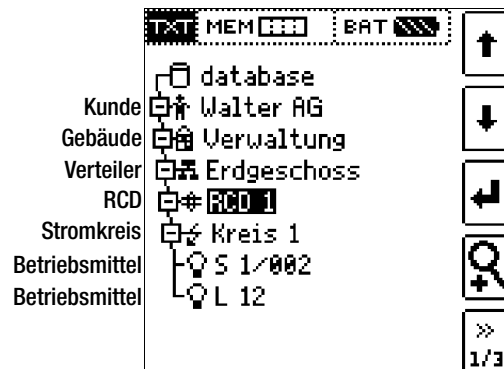 TXT MEM BAT
database
Kunde Walter AG
Gebäude Verwaltung
Verteiler Erdgeschoss
RCD RCD 1
Stromkreis Kreis 1
Betriebsmittel S 1/002
Betriebsmittel L 12
»
1/3